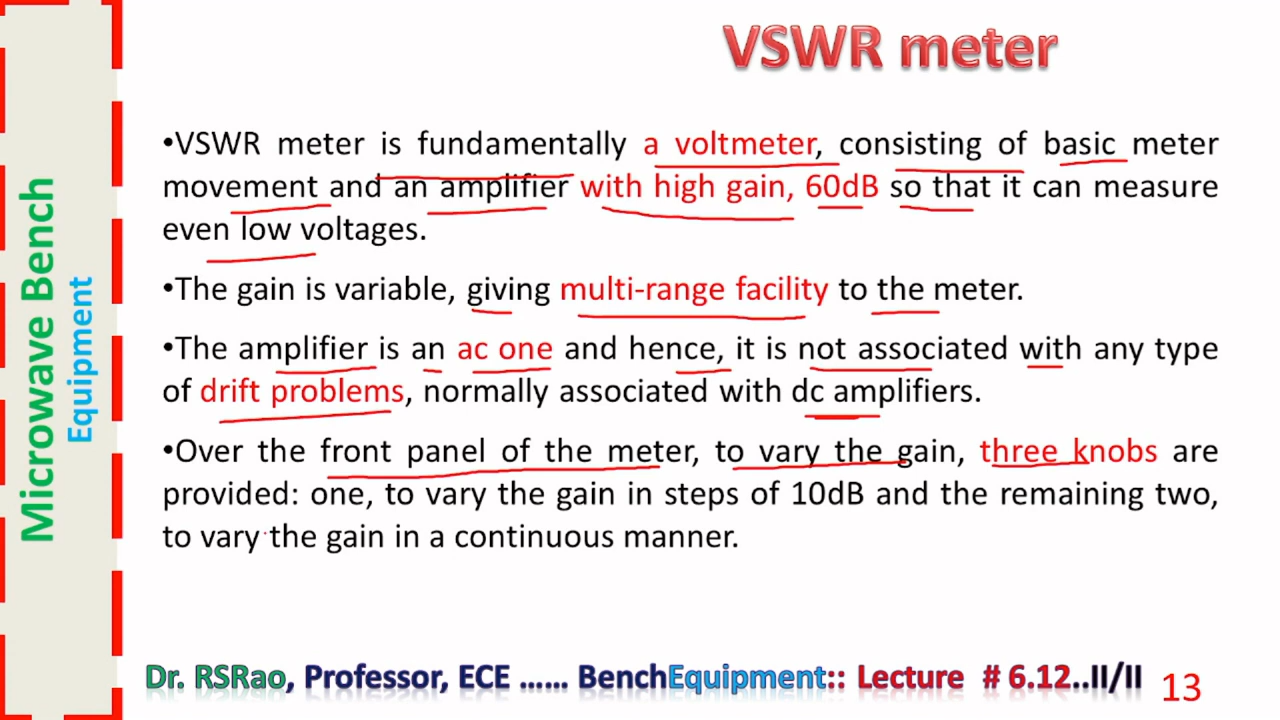 VSWR meter
•VSWR meter is fundamentally a voltmeter, consisting of basic meter
movement and an amplifier with high gain, 60dB so that it can measure
even low voltages.
•The gain is variable, giving multi-range facility to the meter.
•The amplifier is an ac one and hence, it is not associated with any type
of drift problems, normally associated with dc amplifiers.
•Over the front panel of the meter, to vary the gain, three knobs are
provided: one, to vary the gain in steps of 10dB and the remaining two,
to vary the gain in a continuous manner.
Microwave Bench
Equipment
Dr. RSRao, Professor, ECE ...... BenchEquipment:: Lecture # 6.12..II/II
13